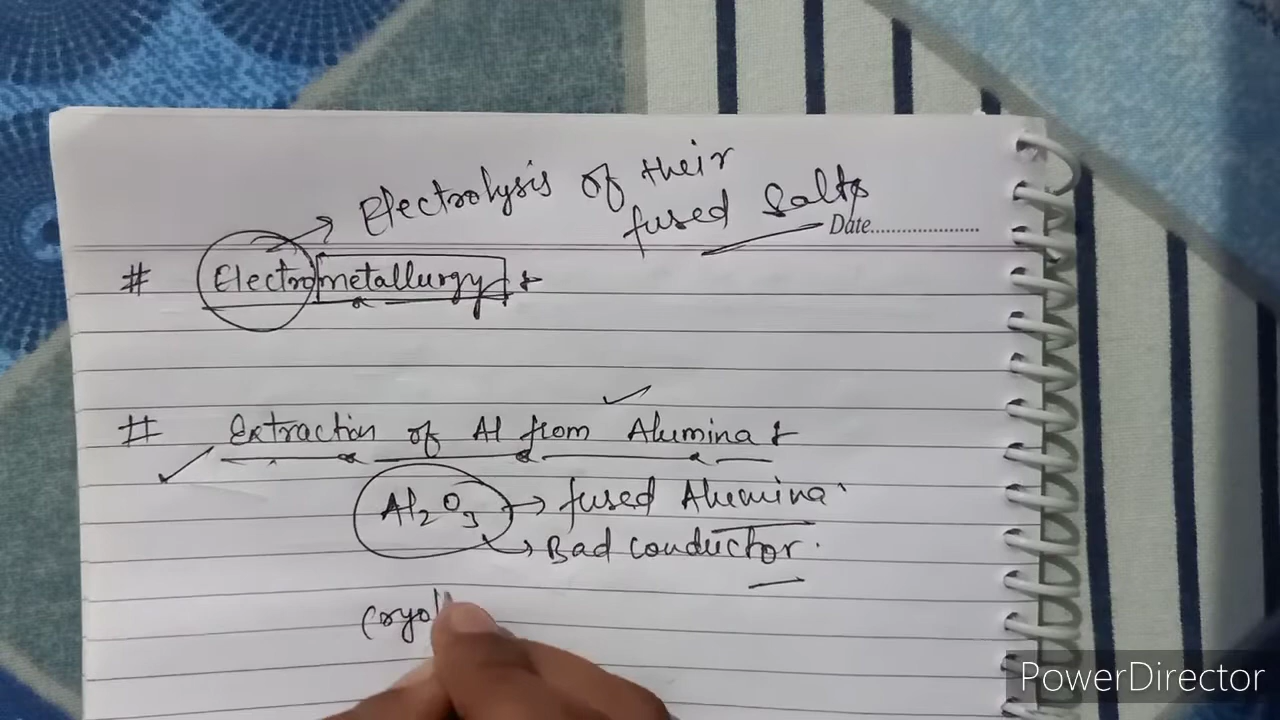 Electrolysis of their
fused Salts
Date....................
# Electrometallurgy :
# Extraction of Al from Alumina :
Al2O3 → fused Alumina
→ Bad conductor.
Cryol
PowerDirector